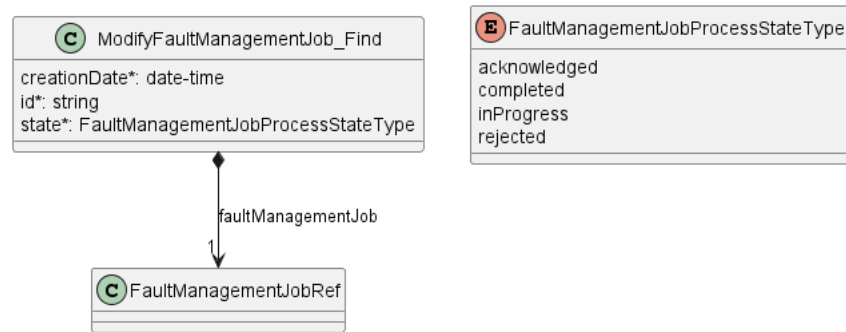 C ModifyFaultManagementJob_Find
creationDate*: date-time
id*: string
state*: FaultManagementJobProcessStateType
E FaultManagementJobProcessStateType
acknowledged
completed
inProgress
rejected
faultManagementJob
1
C FaultManagementJobRef